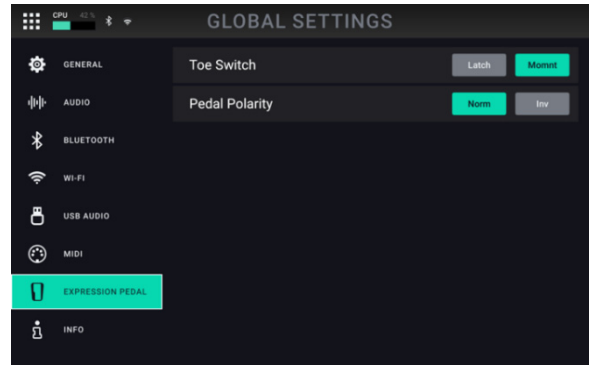 CPU 42 %
GLOBAL SETTINGS
GENERAL
Toe Switch Latch Momnt
AUDIO
Pedal Polarity Norm Inv
BLUETOOTH
WI-FI
USB AUDIO
MIDI
EXPRESSION PEDAL
INFO